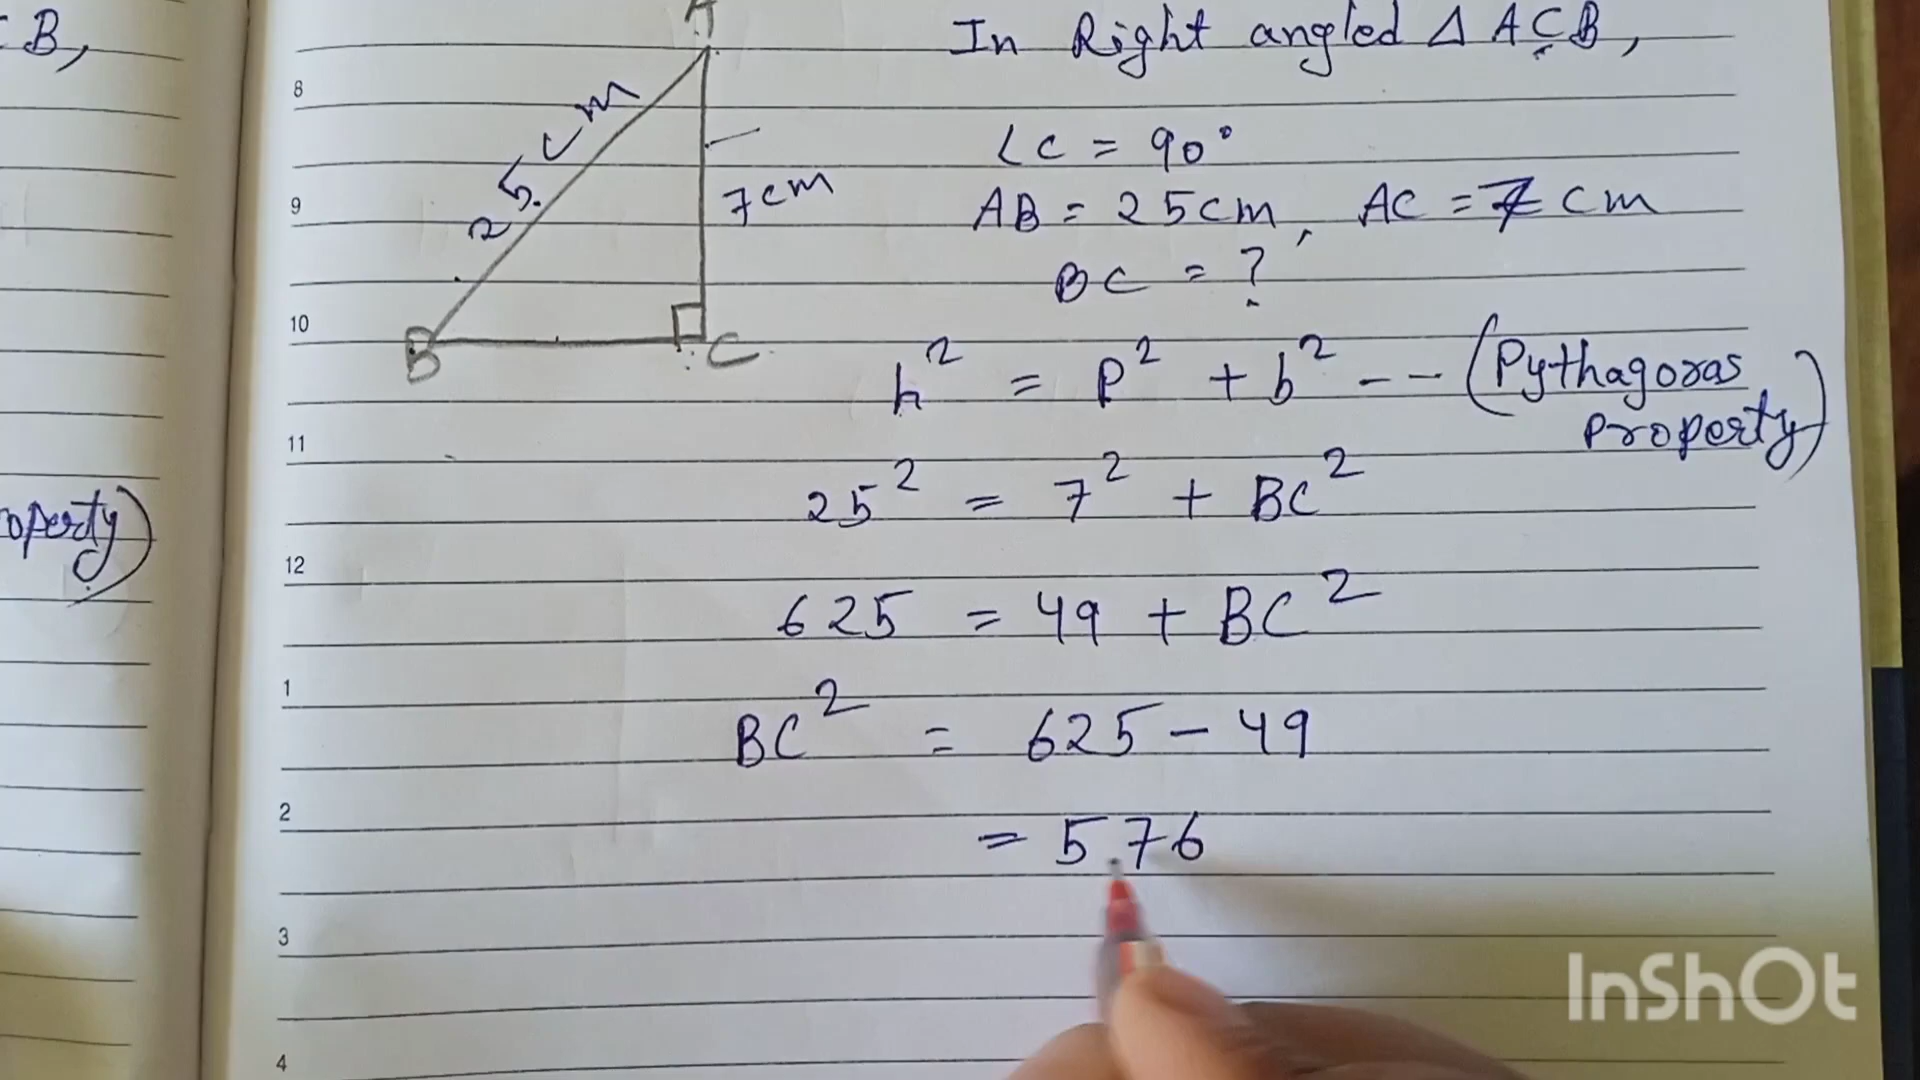 B,
operty)
A
25 cm
7cm
B
C
In Right angled Δ ACB,
∠C = 90°
AB = 25cm, AC = 7 cm
BC = ?
h² = P² + b² -- (Pythagoras
Property)
25² = 7² + BC²
625 = 49 + BC²
BC² = 625 - 49
= 576
8
9
10
11
12
1
2
3
4
InShOt